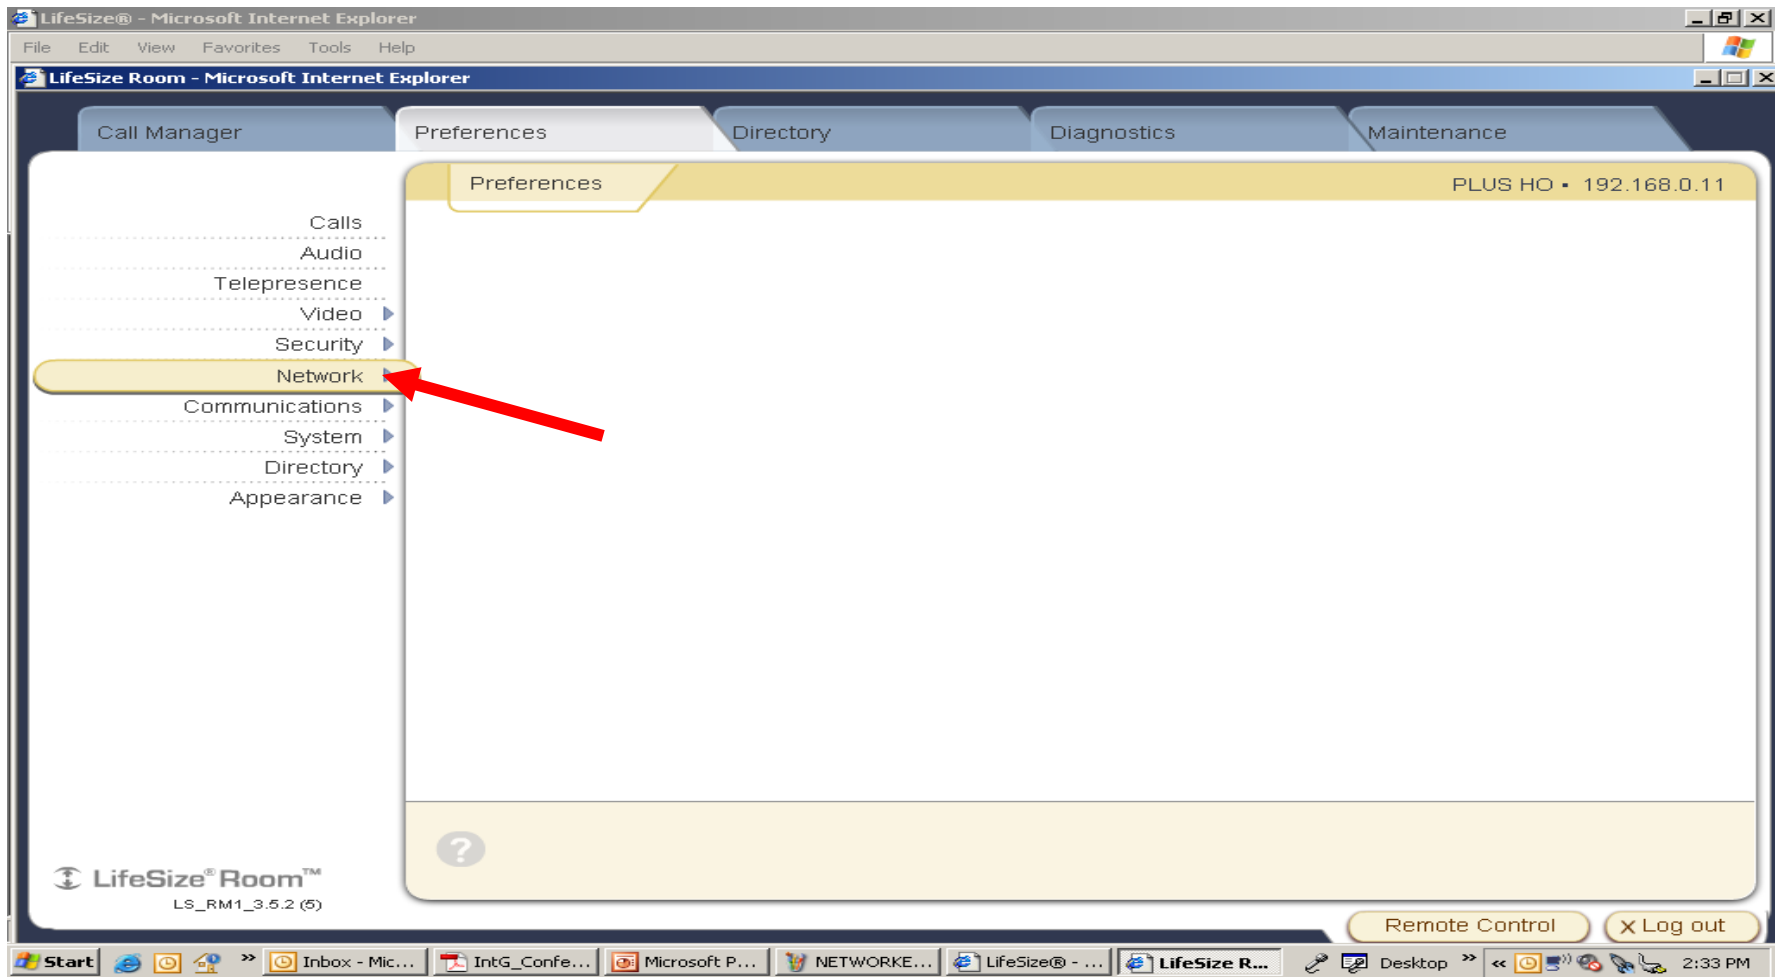 LifeSize® - Microsoft Internet Explorer
File Edit View Favorites Tools Help
LifeSize Room - Microsoft Internet Explorer
Call Manager Preferences Directory Diagnostics Maintenance
Preferences PLUS HO ▪ 192.168.0.11
Calls
Audio
Telepresence
Video
Security
Network
Communications
System
Directory
Appearance
?
LifeSize® Room™
LS_RM1_3.5.2 (5)
Remote Control X Log out
Start » Inbox - Mic... IntG_Confe... Microsoft P... NETWORKE... LifeSize® - ... LifeSize R... Desktop » « 2:33 PM